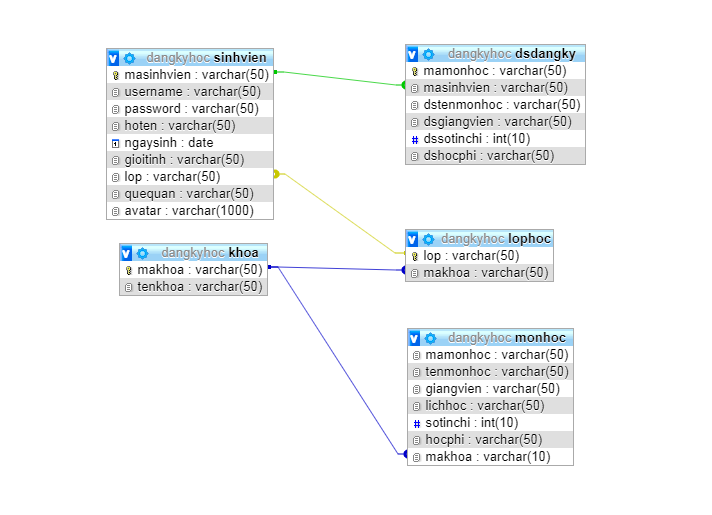 dangkyhoc sinhvien
masinhvien : varchar(50)
username : varchar(50)
password : varchar(50)
hoten : varchar(50)
ngaysinh : date
gioitinh : varchar(50)
lop : varchar(50)
quequan : varchar(50)
avatar : varchar(1000)
dangkyhoc dsdangky
mamonhoc : varchar(50)
masinhvien : varchar(50)
dstenmonhoc : varchar(50)
dsgiangvien : varchar(50)
# dssotinchi : int(10)
dshocphi : varchar(50)
dangkyhoc khoa
makhoa : varchar(50)
tenkhoa : varchar(50)
dangkyhoc lophoc
lop : varchar(50)
makhoa : varchar(50)
dangkyhoc monhoc
mamonhoc : varchar(50)
tenmonhoc : varchar(50)
giangvien : varchar(50)
lichhoc : varchar(50)
# sotinchi : int(10)
hocphi : varchar(50)
makhoa : varchar(10)